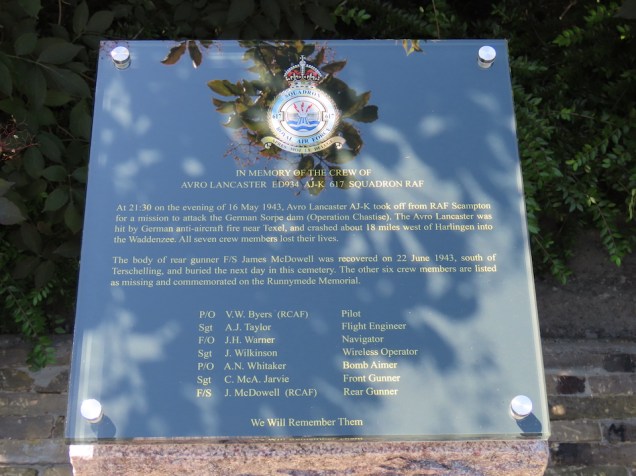 SQUADRON
ROYAL AIR FORCE
IN MEMORY OF THE CREW OF
AVRO LANCASTER ED934 AJ-K 617 SQUADRON RAF
At 21:30 on the evening of 16 May 1943, Avro Lancaster AJ-K took off from RAF Scampton
for a mission to attack the German Sorpe dam (Operation Chastise). The Avro Lancaster was
hit by German anti-aircraft fire near Texel, and crashed about 18 miles west of Harlingen into
the Waddenzee. All seven crew members lost their lives.
The body of rear gunner F/S James McDowell was recovered on 22 June 1943, south of
Terschelling, and buried the next day in this cemetery. The other six crew members are listed
as missing and commemorated on the Runnymede Memorial.
P/O V.W. Byers (RCAF) Pilot
Sgt A.J. Taylor Flight Engineer
F/O J.H. Warner Navigator
Sgt J. Wilkinson Wireless Operator
P/O A.N. Whitaker Bomb Aimer
Sgt C. McA. Jarvie Front Gunner
F/S J. McDowell (RCAF) Rear Gunner
We Will Remember Them